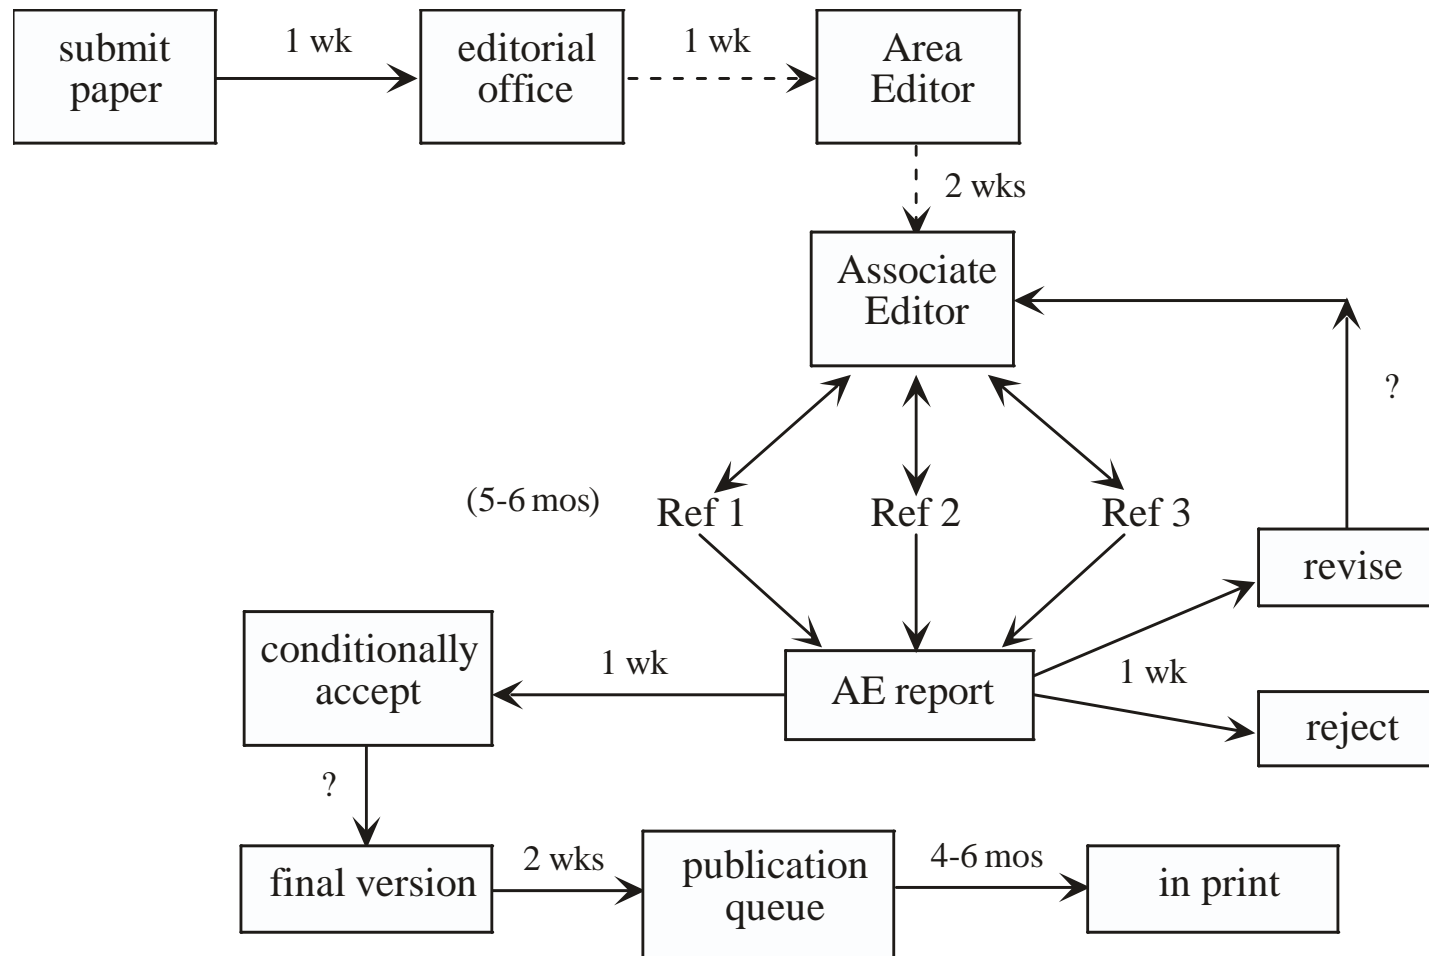 submit
paper
1 wk
editorial
office
1 wk
Area
Editor
2 wks
Associate
Editor
?
(5-6 mos)
Ref 1
Ref 2
Ref 3
revise
conditionally
accept
1 wk
AE report
1 wk
reject
?
final version
2 wks
publication
queue
4-6 mos
in print